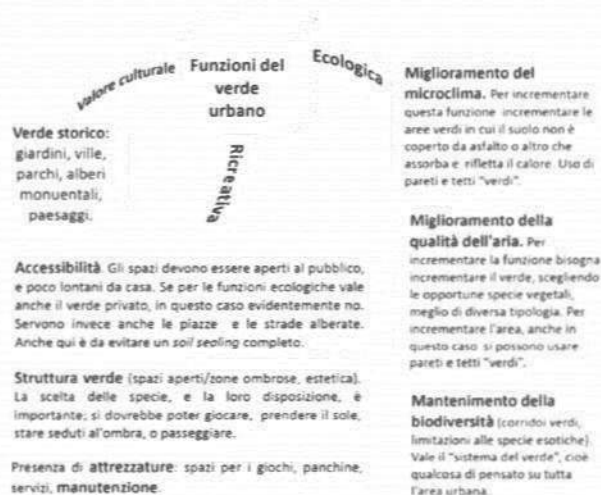 Funzioni del
verde
urbano
Valore culturale
Verde storico:
giardini, ville,
parchi, alberi
monuentali,
paesaggi.
Ricreativa
Accessibilità. Gli spazi devono essere aperti al pubblico,
e poco lontani da casa. Se per le funzioni ecologiche vale
anche il verde privato, in questo caso evidentemente no.
Servono invece anche le piazze e le strade alberate.
Anche qui è da evitare un soil sealing completo.
Struttura verde (spazi aperti/zone ombrose, estetica).
La scelta delle specie, e la loro disposizione, è
importante; si dovrebbe poter giocare, prendere il sole,
stare seduti al'ombra, o passeggiare.
Presenza di attrezzature: spazi per i giochi, panchine,
servizi, manutenzione.
Ecologica
Miglioramento del
microclima. Per incrementare
questa funzione incrementare le
aree verdi in cui il suolo non è
coperto da asfalto o altro che
assorba e rifletta il calore. Uso di
pareti e tetti "verdi".
Miglioramento della
qualità dell'aria. Per
incrementare la funzione bisogna
incrementare il verde, scegliendo
le opportune specie vegetali,
meglio di diversa tipologia. Per
incrementare l'area, anche in
questo caso si possono usare
pareti e tetti "verdi".
Mantenimento della
biodiversità (corridoi verdi,
limitazioni alle specie esotiche).
Vale il "sistema del verde", cioè
qualcosa di pensato su tutta
l'area urbana.